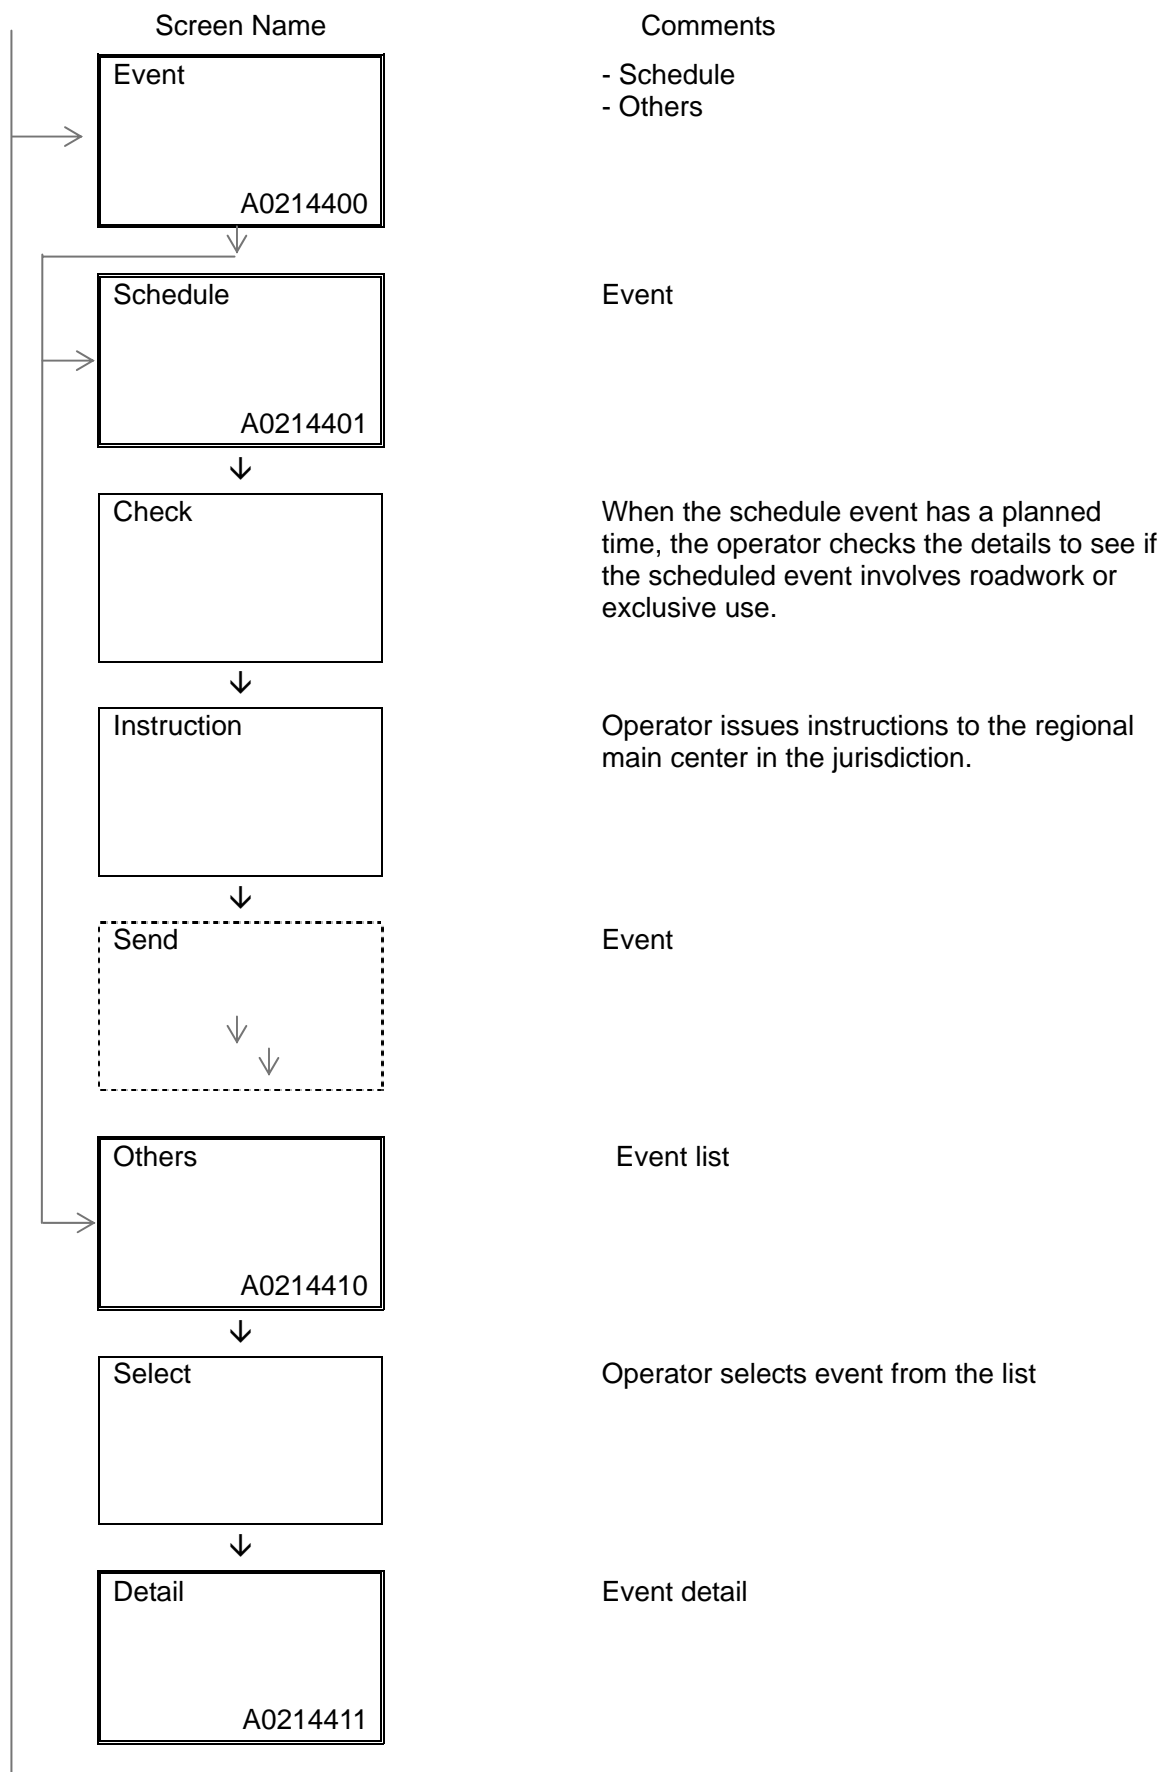 Screen Name
Comments
Event
- Schedule
- Others
A0214400
Schedule
Event
A0214401
Check
When the schedule event has a planned
time, the operator checks the details to see if
the scheduled event involves roadwork or
exclusive use.
Instruction
Operator issues instructions to the regional
main center in the jurisdiction.
Send
Event
Others
Event list
A0214410
Select
Operator selects event from the list
Detail
Event detail
A0214411